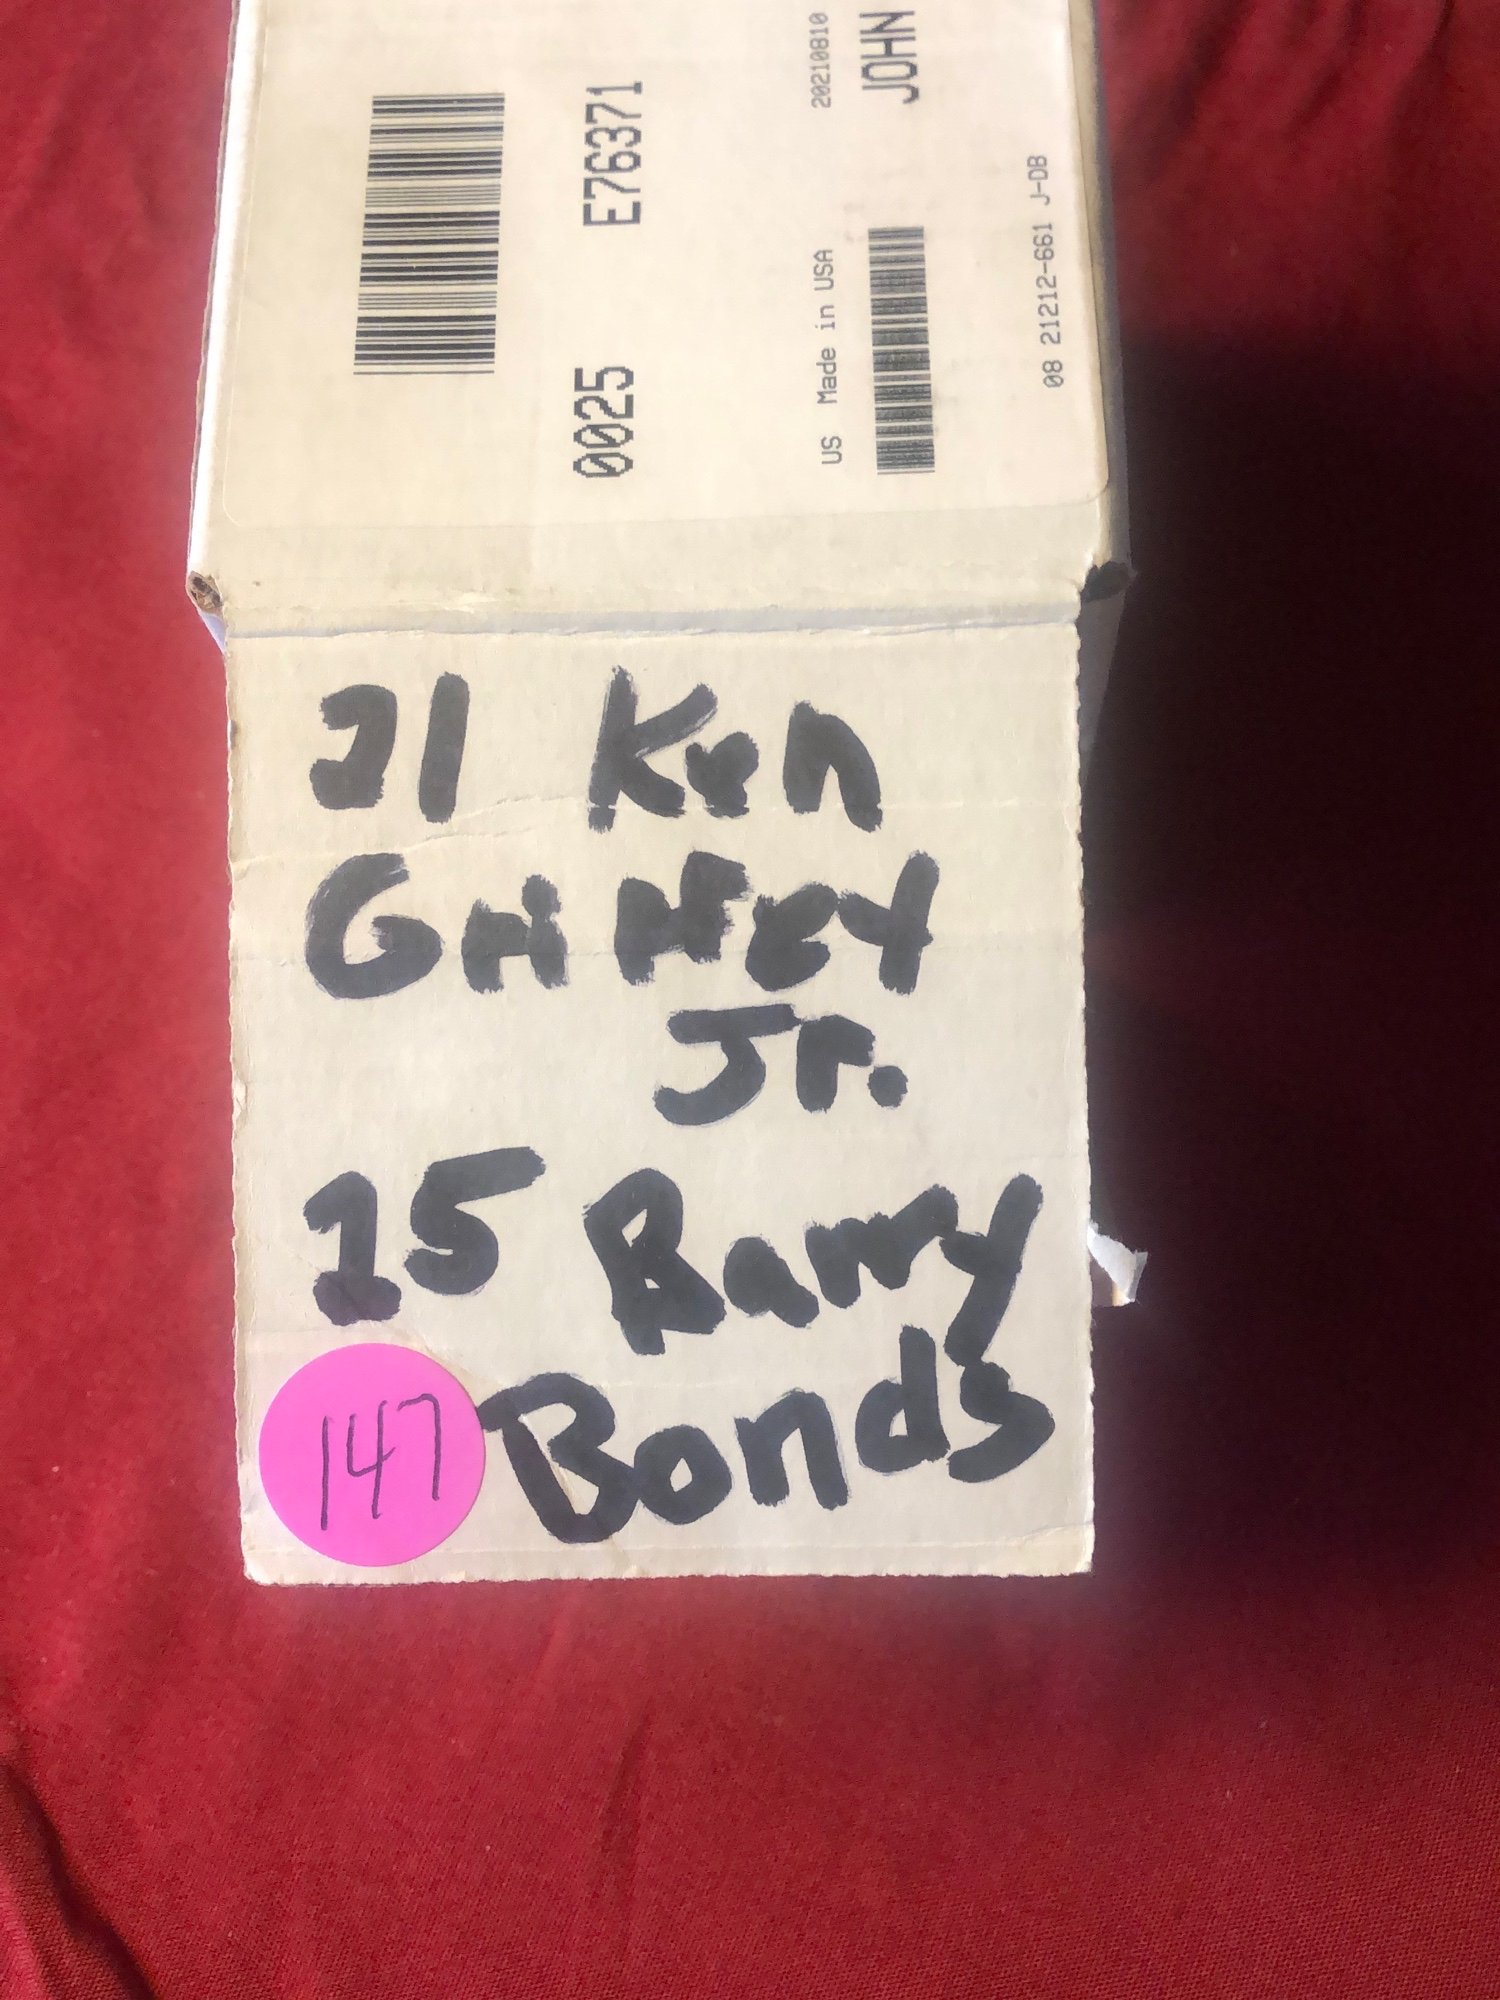 0025 E76371
US Made in USA 20210810
JOHN
08 21212-661 J-DB
21 Ken
Griffey
Jr.
25 Barry
Bonds
147